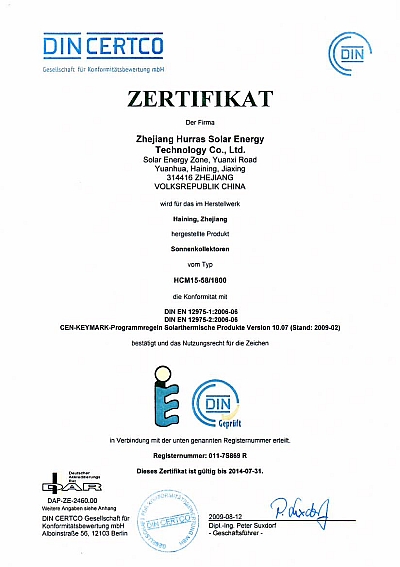 DIN CERTCO
Gesellschaft für Konformitätsbewertung mbH
DIN
ZERTIFIKAT
Der Firma
Zhejiang Hurras Solar Energy
Technology Co., Ltd.
Solar Energy Zone, Yuanxi Road
Yuanhua, Haining, Jiaxing
314416 ZHEJIANG
VOLKSREPUBLIK CHINA
wird für das im Herstellwerk
Haining, Zhejiang
hergestellte Produkt
Sonnenkollektoren
vom Typ
HCM15-58/1800
die Konformität mit
DIN EN 12975-1:2006-06
DIN EN 12975-2:2006-06
CEN-KEYMARK-Programmregeln Solarthermische Produkte Version 10.07 (Stand: 2009-02)
bestätigt und das Nutzungsrecht für die Zeichen
DIN
Geprüft
in Verbindung mit der unten genannten Registernummer erteilt.
Registernummer: 011-7S869 R
Dieses Zertifikat ist gültig bis 2014-07-31.
Deutscher
Akkreditierungs
Rat
DAR
DAP-ZE-2460.00
Weitere Angaben siehe Anhang
DIN CERTCO Gesellschaft für
Konformitätsbewertung mbH
Alboinstraße 56, 12103 Berlin
DIN CERTCO
P. Suxdorf
2009-08-12
Dipl.-Ing. Peter Suxdorf
- Geschäftsführer -